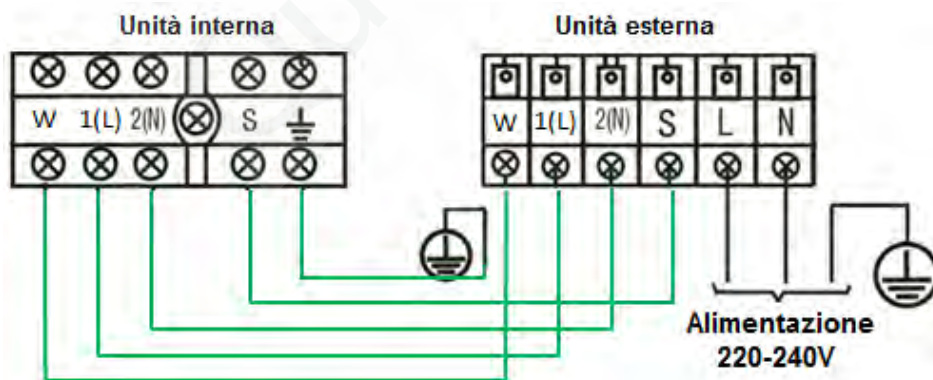 Unità interna
Unità esterna
W 1(L) 2(N) S
W 1(L) 2(N) S L N
Alimentazione
220-240V